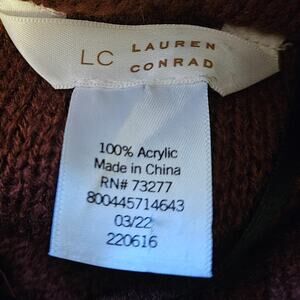 LC LAUREN CONRAD
100% Acrylic
Made in China
RN# 73277
800445714643
03/22
220616